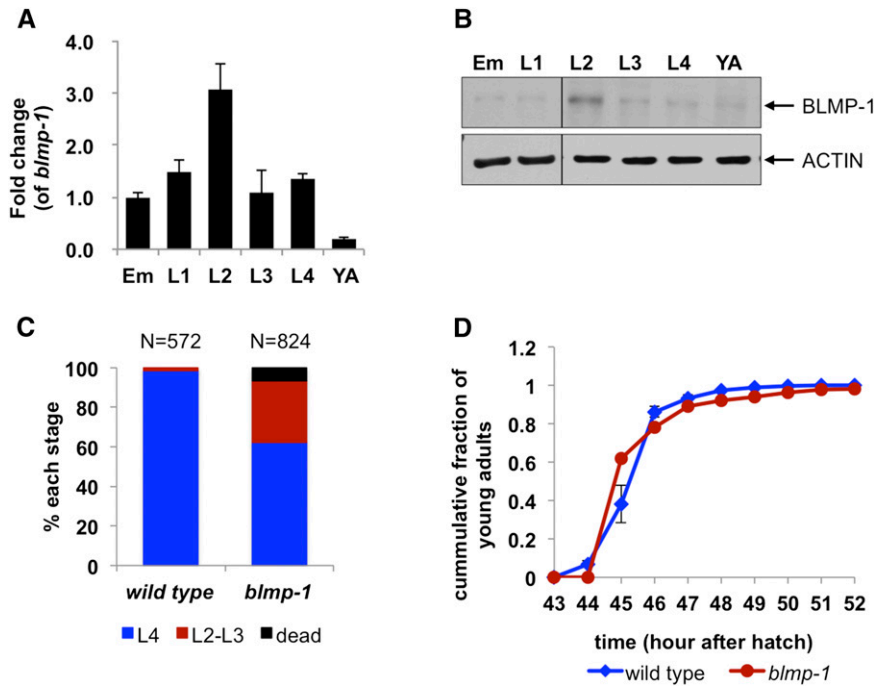 A
Fold change
(of blmp-1)
4.0
3.0
2.0
1.0
0.0
Em L1 L2 L3 L4 YA
B
Em L1 L2 L3 L4 YA
BLMP-1
ACTIN
C
N=572 N=824
% each stage
100
80
60
40
20
0
wild type blmp-1
L4 L2-L3 dead
D
cummulative fraction of
young adults
1.2
1
0.8
0.6
0.4
0.2
0
43 44 45 46 47 48 49 50 51 52
time (hour after hatch)
wild type blmp-1